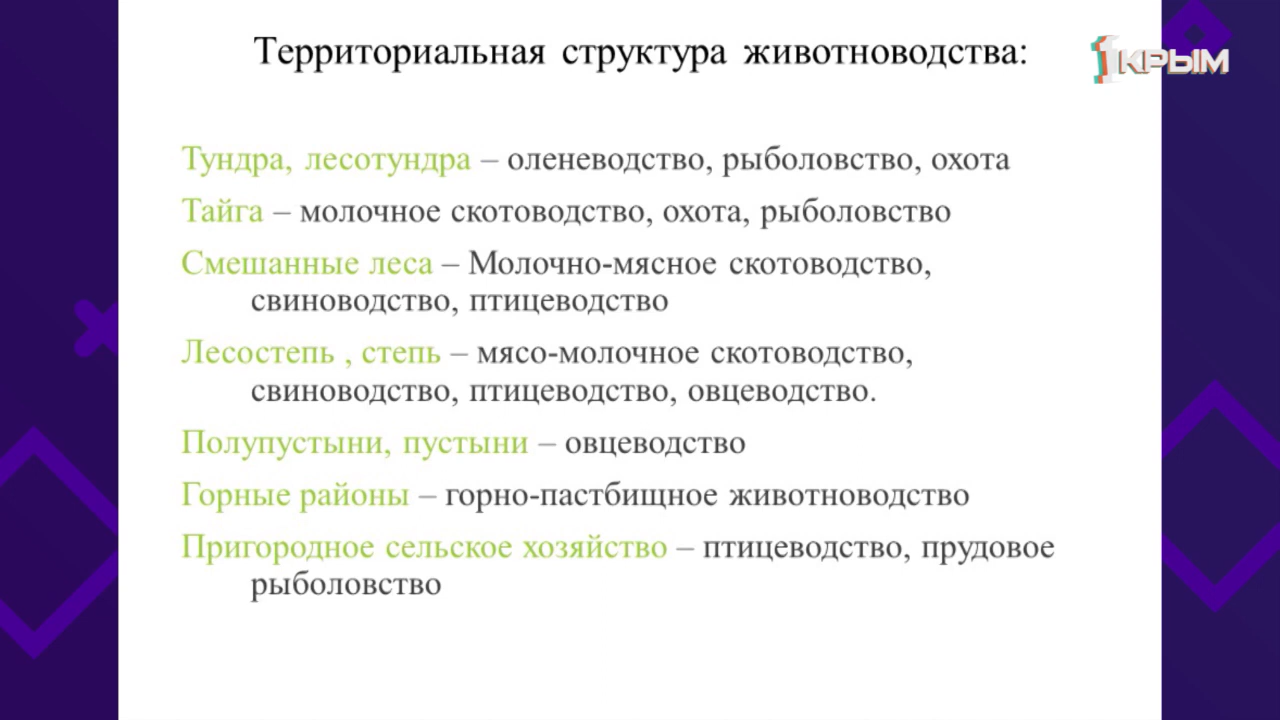 Территориальная структура животноводства:
1 КРЫМ
Тундра, лесотундра – оленеводство, рыболовство, охота
Тайга – молочное скотоводство, охота, рыболовство
Смешанные леса – Молочно-мясное скотоводство,
свиноводство, птицеводство
Лесостепь , степь – мясо-молочное скотоводство,
свиноводство, птицеводство, овцеводство.
Полупустыни, пустыни – овцеводство
Горные районы – горно-пастбищное животноводство
Пригородное сельское хозяйство – птицеводство, прудовое
рыболовство